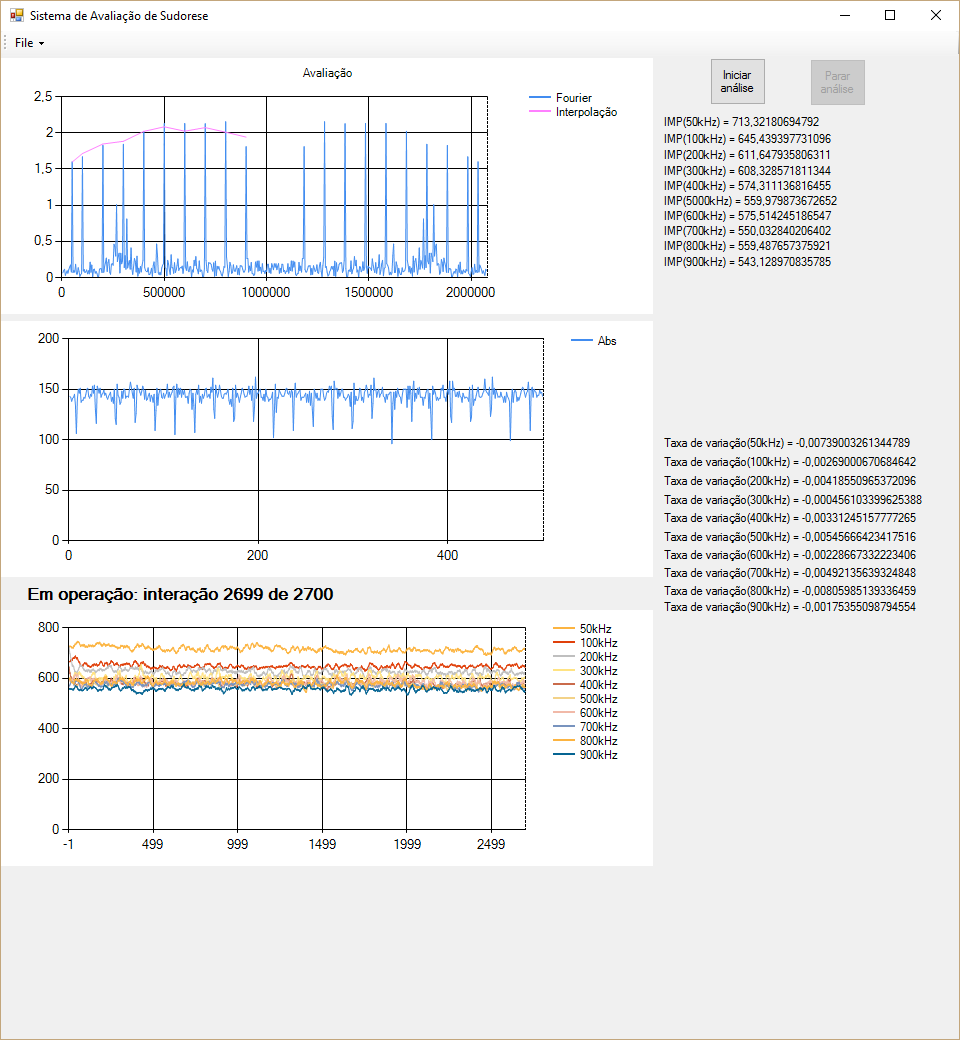 Sistema de Avaliação de Sudorese
File
Avaliação
2,5
2
1,5
1
0,5
0
0 500000 1000000 1500000 2000000
Fourier
Interpolação
Iniciar
análise
Parar
análise
IMP(50kHz) = 713,32180694792
IMP(100kHz) = 645,439397731096
IMP(200kHz) = 611,647935806311
IMP(300kHz) = 608,328571811344
IMP(400kHz) = 574,311136816455
IMP(5000kHz) = 559,979873672652
IMP(600kHz) = 575,514245186547
IMP(700kHz) = 550,032840206402
IMP(800kHz) = 559,487657375921
IMP(900kHz) = 543,128970835785
200
150
100
50
0
0 200 400
Abs
Taxa de variação(50kHz) = -0,00739003261344789
Taxa de variação(100kHz) = -0,00269000670684642
Taxa de variação(200kHz) = -0,00418550965372096
Taxa de variação(300kHz) = -0,000456103399625388
Taxa de variação(400kHz) = -0,00331245157777265
Taxa de variação(500kHz) = -0,00545666423417516
Taxa de variação(600kHz) = -0,00228667332223406
Taxa de variação(700kHz) = -0,00492135639324848
Taxa de variação(800kHz) = -0,00805985139336459
Taxa de variação(900kHz) = -0,00175355098794554
Em operação: interação 2699 de 2700
800
600
400
200
0
-1 499 999 1499 1999 2499
50kHz
100kHz
200kHz
300kHz
400kHz
500kHz
600kHz
700kHz
800kHz
900kHz